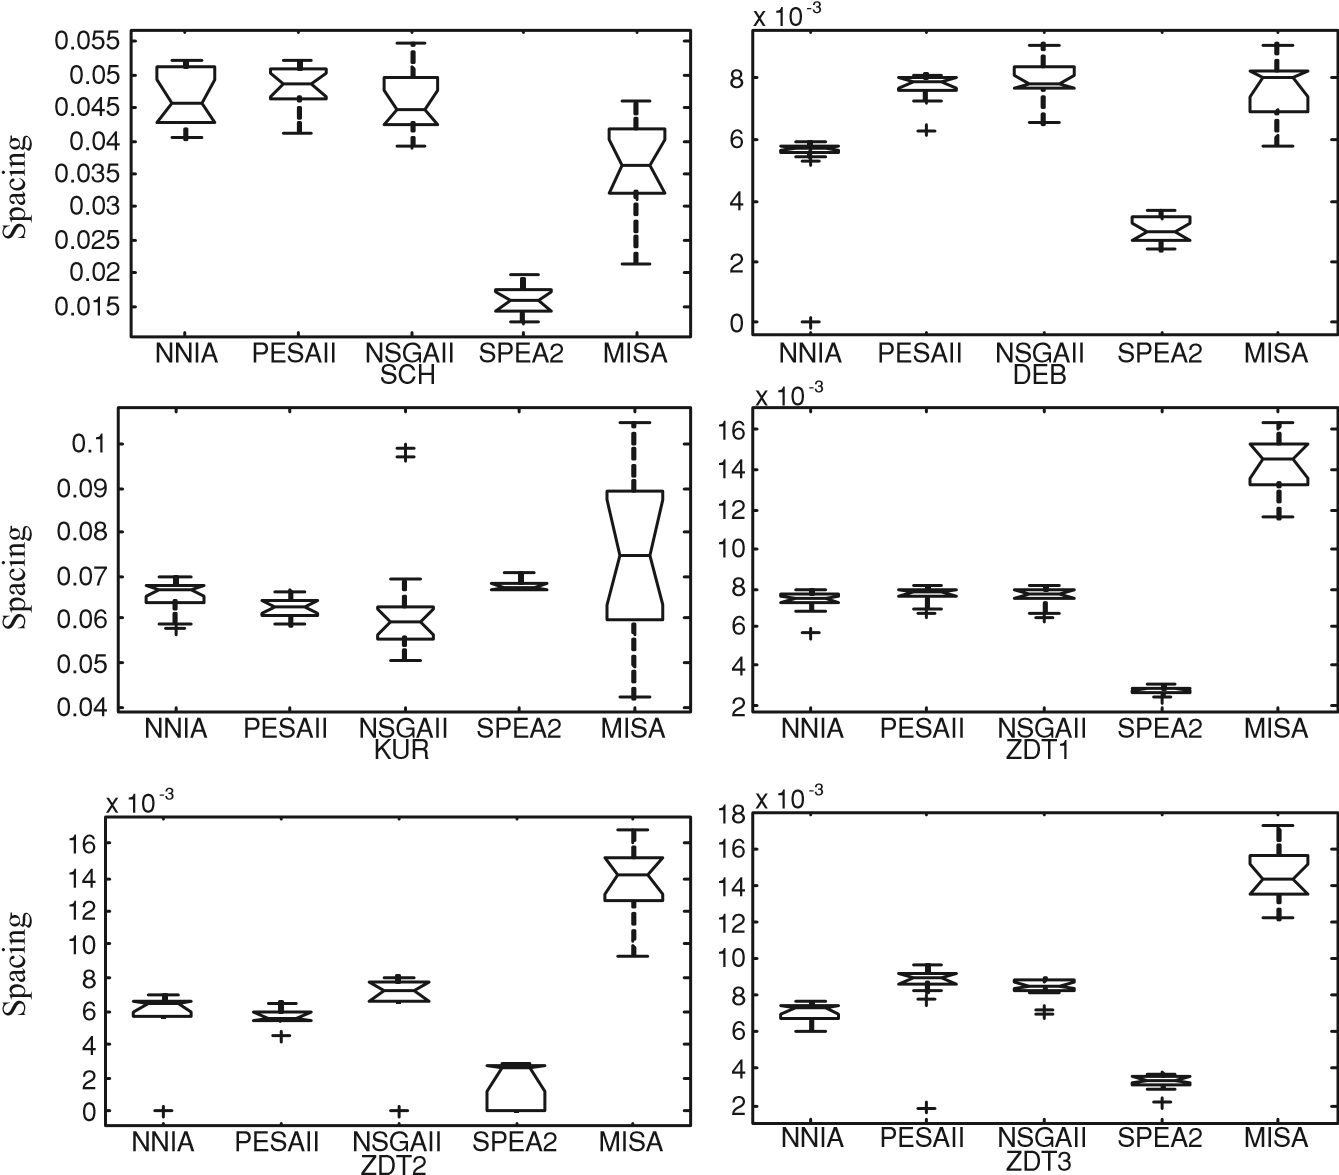 Spacing
0.055
0.05
0.045
0.04
0.035
0.03
0.025
0.02
0.015
NNIA PESAII NSGAII SPEA2 MISA
SCH
x 10 -3
8
6
4
2
0
NNIA PESAII NSGAII SPEA2 MISA
DEB
Spacing
0.1
0.09
0.08
0.07
0.06
0.05
0.04
NNIA PESAII NSGAII SPEA2 MISA
KUR
x 10 -3
16
14
12
10
8
6
4
2
NNIA PESAII NSGAII SPEA2 MISA
ZDT1
Spacing
x 10 -3
16
14
12
10
8
6
4
2
0
NNIA PESAII NSGAII SPEA2 MISA
ZDT2
x 10 -3
18
16
14
12
10
8
6
4
2
NNIA PESAII NSGAII SPEA2 MISA
ZDT3